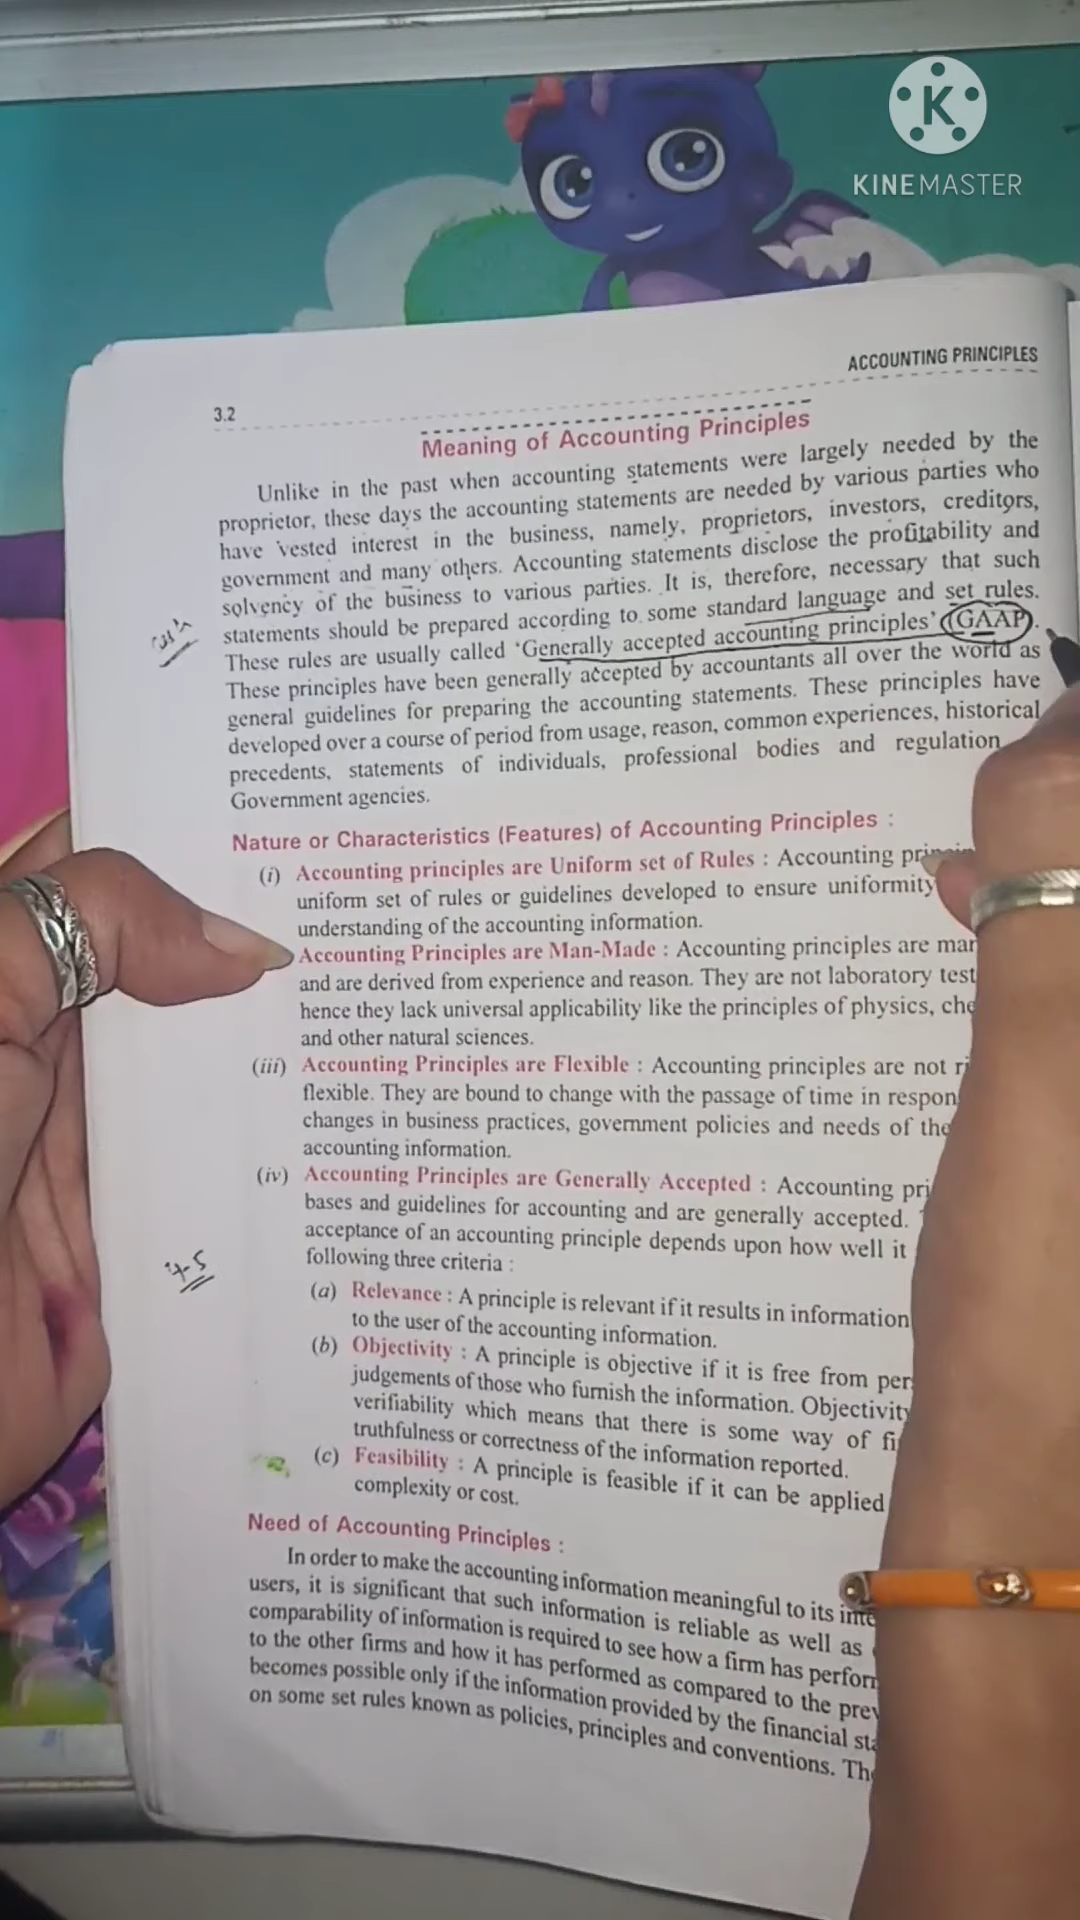 KINEMASTER
ACCOUNTING PRINCIPLES
3.2
Meaning of Accounting Principles
Unlike in the past when accounting statements were largely needed by the
proprietor, these days the accounting statements are needed by various parties who
have vested interest in the business, namely, proprietors, investors, creditors,
government and many others. Accounting statements disclose the profitability and
solvency of the business to various parties. It is, therefore, necessary that such
statements should be prepared according to some standard language and set rules.
These rules are usually called 'Generally accepted accounting principles' (GAAP).
These principles have been generally accepted by accountants all over the world as
general guidelines for preparing the accounting statements. These principles have
developed over a course of period from usage, reason, common experiences, historical
precedents, statements of individuals, professional bodies and regulation
Government agencies.
Nature or Characteristics (Features) of Accounting Principles :
(i) Accounting principles are Uniform set of Rules : Accounting
uniform set of rules or guidelines developed to ensure uniformity
understanding of the accounting information.
Accounting Principles are Man-Made : Accounting principles are
and are derived from experience and reason. They are not laboratory
hence they lack universal applicability like the principles of physics,
and other natural sciences.
(iii) Accounting Principles are Flexible : Accounting principles are not
flexible. They are bound to change with the passage of time in
changes in business practices, government policies and needs of
accounting information.
(iv) Accounting Principles are Generally Accepted : Accounting
bases and guidelines for accounting and are generally accepted.
acceptance of an accounting principle depends upon how well it
following three criteria :
(a) Relevance : A principle is relevant if it results in information
to the user of the accounting information.
(b) Objectivity : A principle is objective if it is free from
judgements of those who furnish the information.
verifiability which means that there is some way of
truthfulness or correctness of the information reported.
(c) Feasibility : A principle is feasible if it can be applied
complexity or cost.
Need of Accounting Principles :
In order to make the accounting information meaningful to its
users, it is significant that such information is reliable as well as
comparability of information is required to see how a firm has
to the other firms and how it has performed as compared to the
becomes possible only if the information provided by the financial
on some set rules known as policies, principles and conventions.